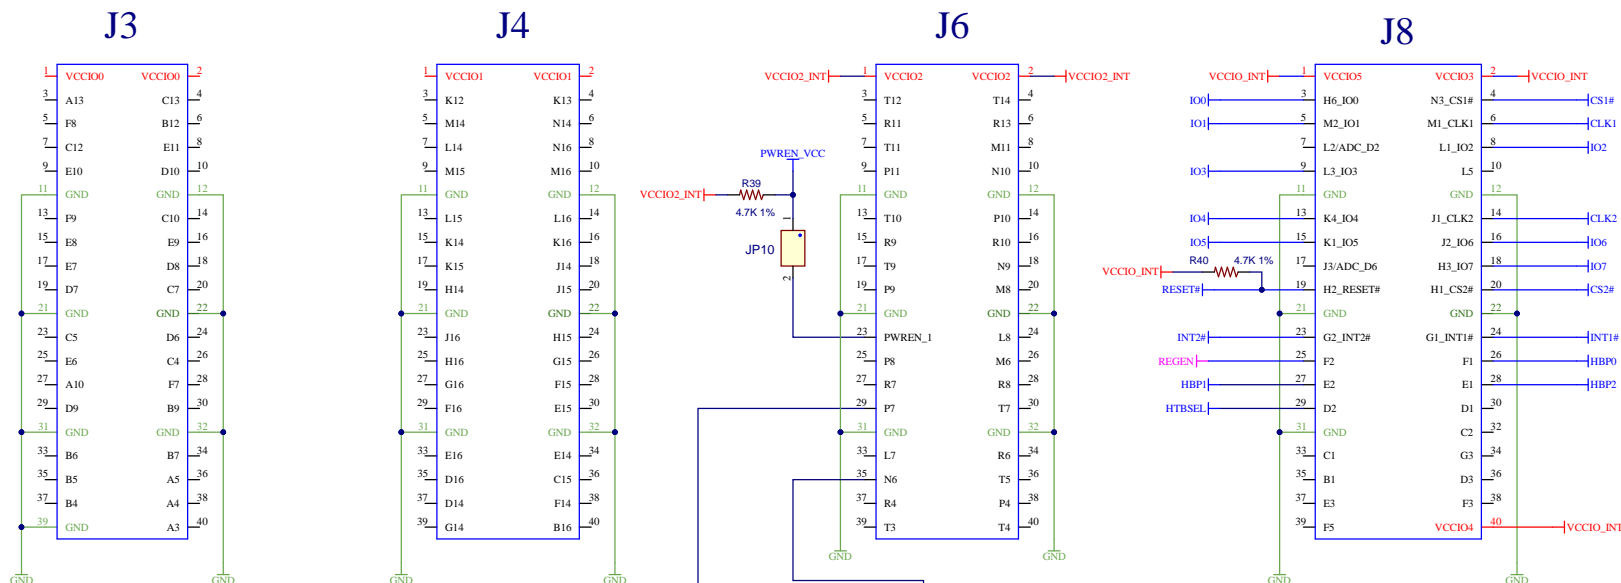 J3
1 VCCIO0 VCCIO0 2
3 A13 C13 4
5 F8 B12 6
7 C12 E11 8
9 E10 D10 10
11 GND GND 12
13 F9 C10 14
15 E8 E9 16
17 E7 D8 18
19 D7 C7 20
21 GND GND 22
23 C5 D6 24
25 E6 C4 26
27 A10 F7 28
29 D9 B9 30
31 GND GND 32
33 B6 B7 34
35 B5 A5 36
37 B4 A4 38
39 GND A3 40
GND GND
J4
1 VCCIO1 VCCIO1 2
3 K12 K13 4
5 M14 N14 6
7 L14 N16 8
9 M15 M16 10
11 GND GND 12
13 L15 L16 14
15 K14 K16 16
17 K15 J14 18
19 H14 J15 20
21 GND GND 22
23 J16 H15 24
25 H16 G15 26
27 G16 F15 28
29 F16 E15 30
31 GND GND 32
33 E16 E14 34
35 D16 C15 36
37 D14 F14 38
39 G14 B16 40
GND GND
J6
VCCIO2_INT 1 VCCIO2 VCCIO2 2 VCCIO2_INT
3 T12 T14 4
5 R11 R13 6
7 T11 M11 8
9 P11 N10 10
11 GND GND 12
13 T10 P10 14
15 R9 R10 16
17 T9 N9 18
19 P9 M8 20
21 GND GND 22
23 PWREN_1 L8 24
25 P8 M6 26
27 R7 R8 28
29 P7 T7 30
31 GND GND 32
33 L7 R6 34
35 N6 T5 36
37 R4 P4 38
39 T3 T4 40
GND GND
PWREN_VCC
R39
VCCIO2_INT
4.7K 1%
1
JP10
2
J8
VCCIO_INT 1 VCCIO5 VCCIO3 2 VCCIO_INT
IO0 3 H6_IO0 N3_CS1# 4 CS1#
IO1 5 M2_IO1 M1_CLK1 6 CLK1
7 L2/ADC_D2 L1_IO2 8 IO2
IO3 9 L3_IO3 L5 10
11 GND GND 12
IO4 13 K4_IO4 J1_CLK2 14 CLK2
IO5 15 K1_IO5 J2_IO6 16 IO6
R40 4.7K 1%
VCCIO_INT 17 J3/ADC_D6 H3_IO7 18 IO7
RESET# 19 H2_RESET# H1_CS2# 20 CS2#
21 GND GND 22
INT2# 23 G2_INT2# G1_INT1# 24 INT1#
REGEN 25 F2 F1 26 HBP0
HBP1 27 E2 E1 28 HBP2
HTBSEL 29 D2 D1 30
31 GND C2 32
33 C1 G3 34
35 B1 D3 36
37 E3 F3 38
39 F5 VCCIO4 40 VCCIO_INT
GND GND